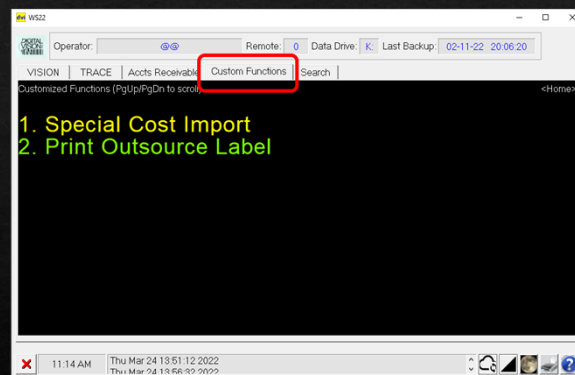 dvi WS22
DIGITAL VISION
Operator: @@ Remote: 0 Data Drive: K: Last Backup: 02-11-22 20:06:20
VISION TRACE Accts Receivable Custom Functions Search
Customized Functions (PgUp/PgDn to scroll) <Home>
1. Special Cost Import
2. Print Outsource Label
11:14 AM Thu Mar 24 13:51:12 2022
Thu Mar 24 13:56:32 2022